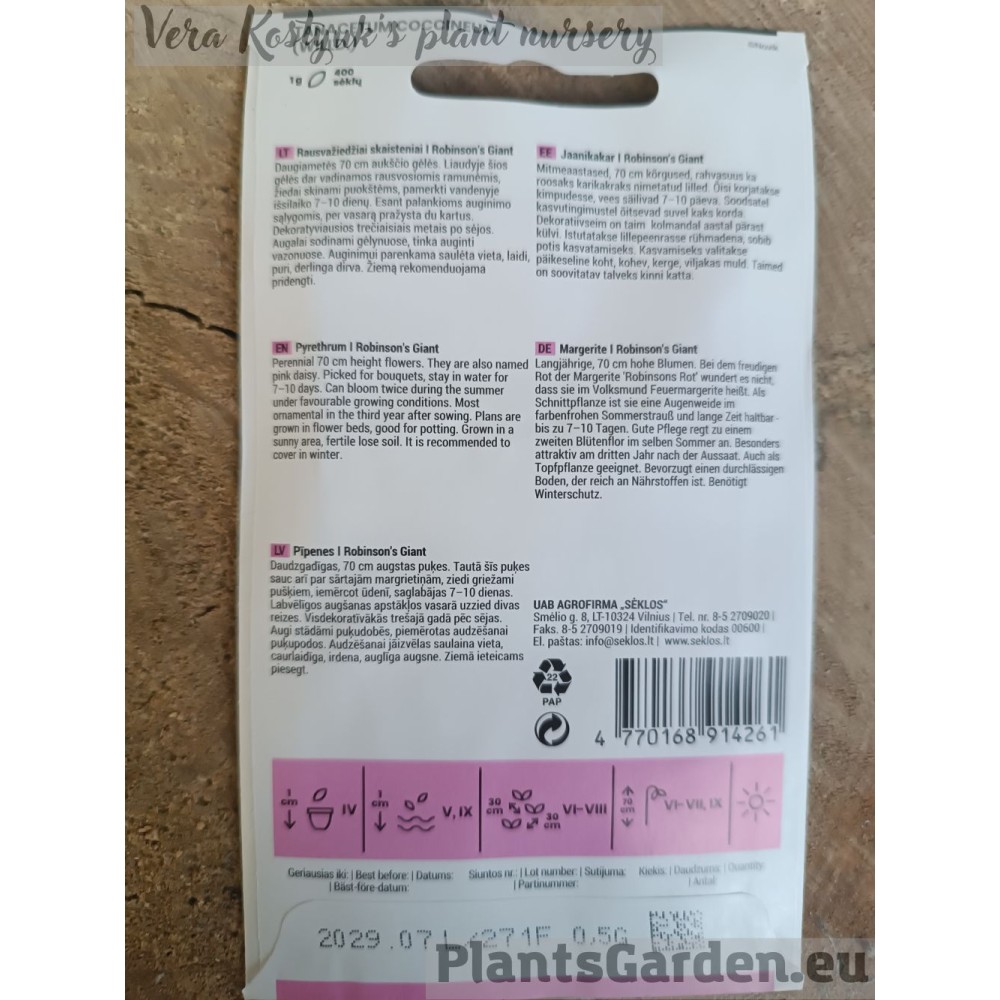 Vera Kostyuk's plant nursery
1g 400
sėklų
LT Rausvažiedžiai skaisteniai | Robinson's Giant
Daugiametės 70 cm aukščio gėlės. Liaudyje šios
gėlės dar vadinamos rausvosiomis ramunėmis,
žiedai skinami puokštėms, pamerkti vandenyje
išsilaiko 7-10 dienų. Esant palankioms auginimo
sąlygomis, per vasarą pražysta du kartus.
Dekoratyviausios trečiaisiais metais po sėjos.
Augalai sodinami gėlynuose, tinka auginti
vazonuose. Auginimui parenkama saulėta vieta, laidi,
puri, derlinga dirva. Žiemą rekomenduojama
pridengti.
EE Jaanikakar | Robinson's Giant
Mitmeaastased, 70 cm kõrgused, rahvasuus ka
roosaks karikakraks nimetatud lilled. Õisi korjatakse
kimpudesse, vees säilivad 7-10 päeva. Soodsatel
kasvutingimustel õitsevad suvel kaks korda.
Dekoratiivseim on taim kolmandal aastal pärast
külvi. Istutatakse lillepeenrasse rühmadena, sobib
potis kasvatamiseks. Kasvamiseks valitakse
päikeseline koht, kohev, kerge, viljakas muld. Taimed
on soovitatav talveks kinni katta.
EN Pyrethrum | Robinson's Giant
Perennial 70 cm height flowers. They are also named
pink daisy. Picked for bouquets, stay in water for
7-10 days. Can bloom twice during the summer
under favourable growing conditions. Most
ornamental in the third year after sowing. Plans are
grown in flower beds, good for potting. Grown in a
sunny area, fertile lose soil. It is recommended to
cover in winter.
DE Margerite | Robinson's Giant
Langjährige, 70 cm hohe Blumen. Bei dem freudigen
Rot der Margerite 'Robinsons Rot' wundert es nicht,
dass sie im Volksmund Feuermargerite heißt. Als
Schnittpflanze ist sie eine Augenweide im
farbenfrohen Sommerstrauß und lange Zeit haltbar-
bis zu 7-10 Tagen. Gute Pflege regt zu einem
zweiten Blütenflor im selben Sommer an. Besonders
attraktiv am dritten Jahr nach der Aussaat. Auch als
Topfpflanze geeignet. Bevorzugt einen durchlässigen
Boden, der reich an Nährstoffen ist. Benötigt
Winterschutz.
LV Pīpenes | Robinson's Giant
Daudzgadīgas, 70 cm augstas puķes. Tautā šīs puķes
sauc arī par sārtajām margrietiņām, ziedi griežami
pušķiem, iemērcot ūdenī, saglabājas 7-10 dienas.
Labvēlīgos augšanas apstākļos vasarā uzzied divas
reizes. Visdekoratīvākās trešajā gadā pēc sējas.
Augi stādāmi puķudobēs, piemērotas audzēšanai
puķupodos. Audzēšanai jāizvēlas saulaina vieta,
caurlaidīga, irdena, auglīga augsne. Ziemā ieteicams
piesegt.
UAB AGROFIRMA „SĖKLOS"
Smėlio g. 8, LT-10324 Vilnius | Tel. nr. 8-5 2709020 |
Faks. 8-5 2709019 | Identifikavimo kodas 00600 |
El. paštas: info@seklos.lt | www.seklos.lt
22
PAP
4 770168 914261
1 cm IV
1 cm V, IX
30 cm 30 cm VI-VIII
70 cm VI-VII, IX
Geriausias iki: | Best before: | Datums:
| Bäst-före-datum:
Siuntos nr.: | Lot number: | Sutījuma:
| Partinummer:
Kiekis: | Daudzums: | Quantity:
| Antal:
2029.07 L 271F 0,5G
PlantsGarden.eu